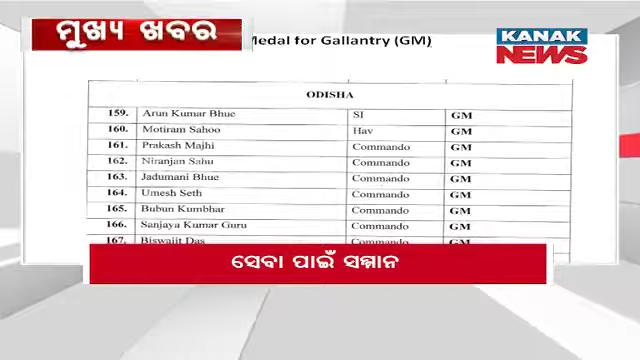 ମୁଖ୍ୟ ଖବର
Medal for Gallantry (GM)
KANAK
NEWS
ODISHA
159. Arun Kumar Bhue SI GM
160. Motiram Sahoo Hav GM
161. Prakash Majhi Commando GM
162. Niranjan Sahu Commando GM
163. Jadumani Bhue Commando GM
164. Umesh Seth Commando GM
165. Bubun Kumbhar Commando GM
166. Sanjaya Kumar Guru Commando GM
167. Biswajit Das Commando GM
ସେବା ପାଇଁ ସମ୍ମାନ